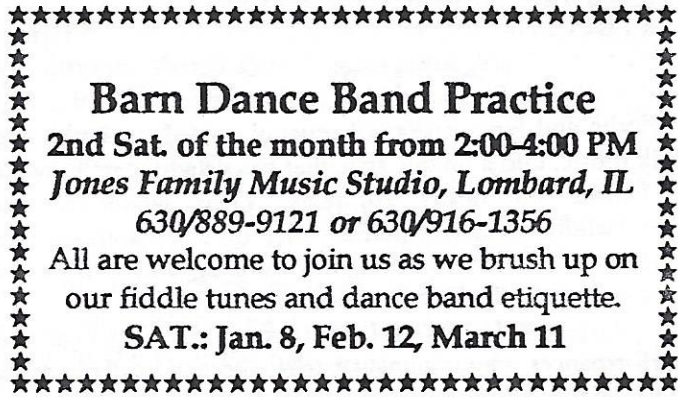 Barn Dance Band Practice
2nd Sat. of the month from 2:00-4:00 PM
Jones Family Music Studio, Lombard, IL
630/889-9121 or 630/916-1356
All are welcome to join us as we brush up on
our fiddle tunes and dance band etiquette.
SAT.: Jan. 8, Feb. 12, March 11